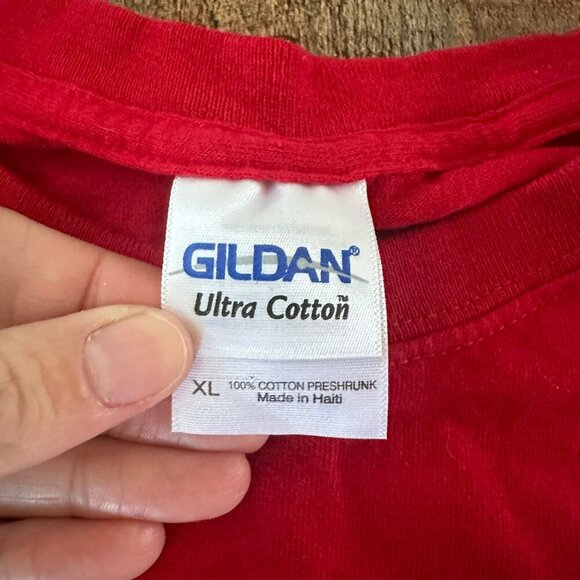 GILDAN®
Ultra Cotton™
XL 100% COTTON PRESHRUNK
Made in Haiti